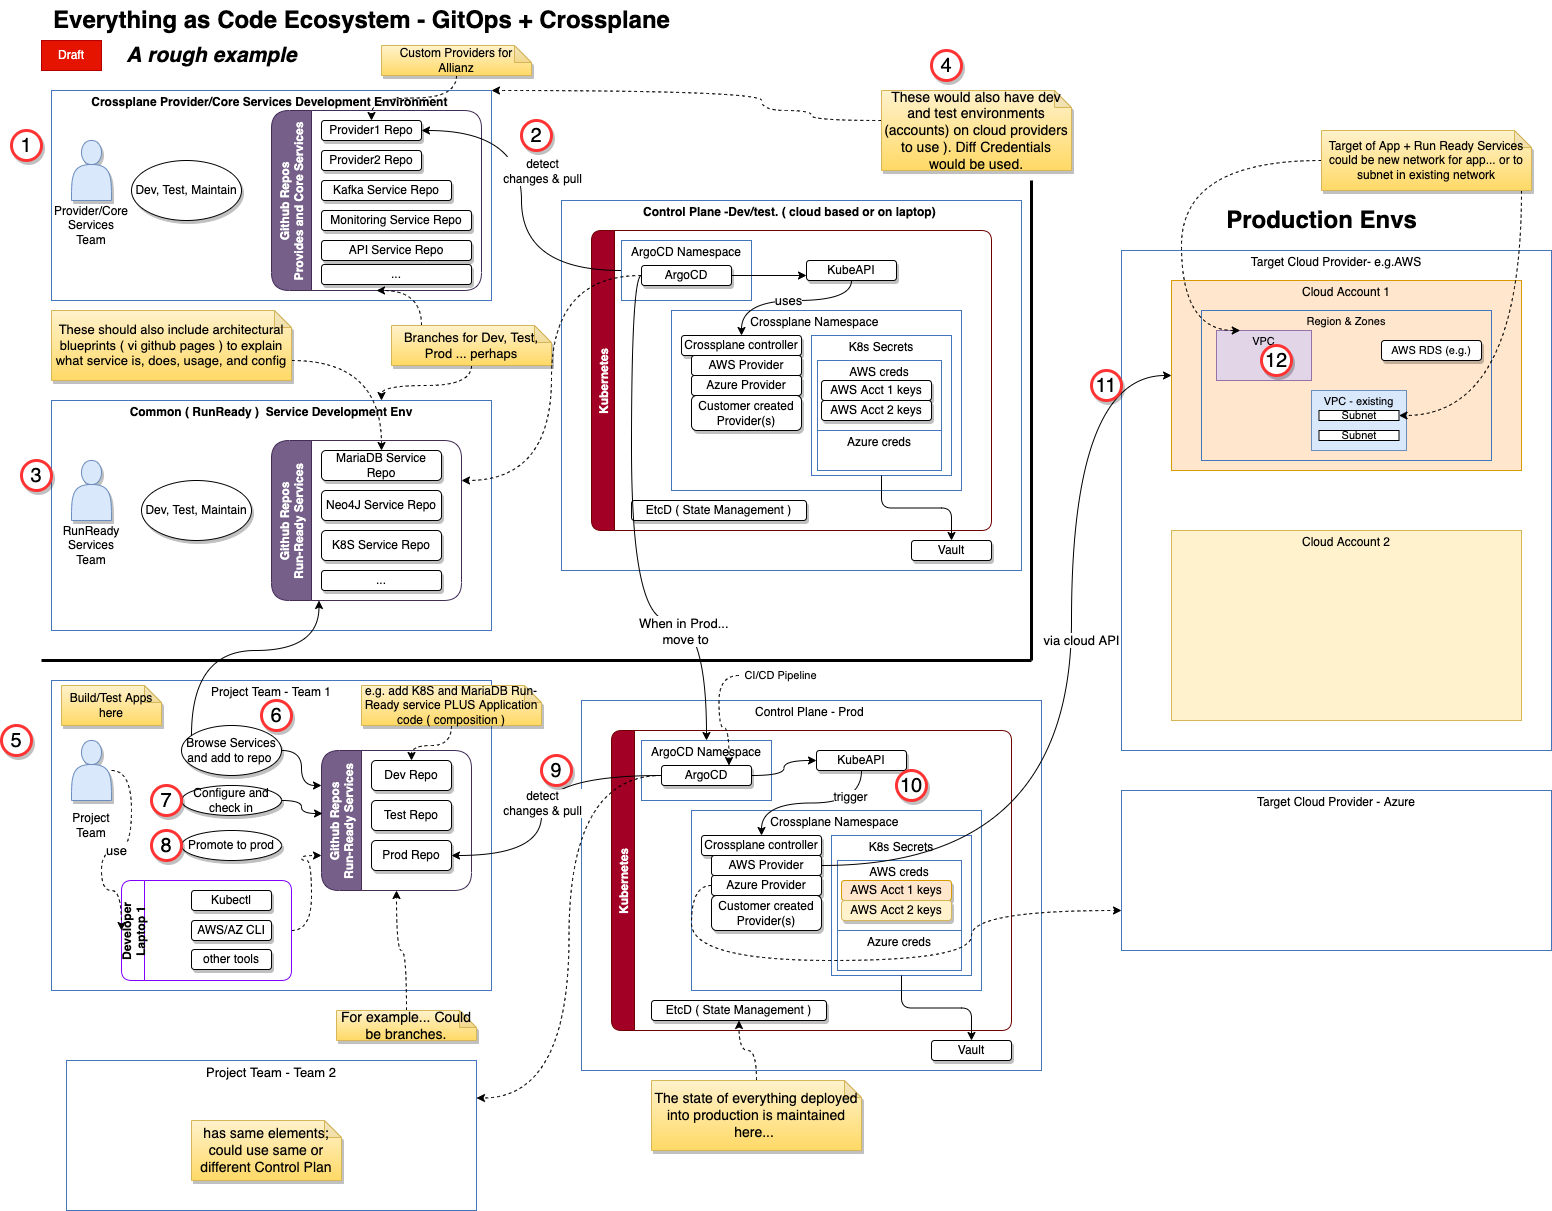 Everything as Code Ecosystem - GitOps + Crossplane
Draft
A rough example
Custom Providers for
Allianz
4
These would also have dev
and test environments
(accounts) on cloud providers
to use ). Diff Credentials
would be used.
1
Crossplane Provider/Core Services Development Environment
Provider/Core
Services
Team
Dev, Test, Maintain
Github Repos
Provides and Core Services
Provider1 Repo
Provider2 Repo
Kafka Service Repo
Monitoring Service Repo
API Service Repo
...
2
detect
changes & pull
These should also include architectural
blueprints ( vi github pages ) to explain
what service is, does, usage, and config
Branches for Dev, Test,
Prod ... perhaps
3
Common ( RunReady )  Service Development Env
RunReady
Services
Team
Dev, Test, Maintain
Github Repos
Run-Ready Services
MariaDB Service
Repo
Neo4J Service Repo
K8S Service Repo
...
Control Plane -Dev/test. ( cloud based or on laptop)
Kubernetes
ArgoCD Namespace
ArgoCD
KubeAPI
uses
Crossplane Namespace
Crossplane controller
AWS Provider
Azure Provider
Customer created
Provider(s)
K8s Secrets
AWS creds
AWS Acct 1 keys
AWS Acct 2 keys
Azure creds
EtcD ( State Management )
Vault
When in Prod...
move to
Target of App + Run Ready Services
could be new network for app... or to
subnet in existing network
Production Envs
Target Cloud Provider- e.g.AWS
Cloud Account 1
Region & Zones
VPC
12
AWS RDS (e.g.)
VPC - existing
Subnet
Subnet
11
via cloud API
Cloud Account 2
Target Cloud Provider - Azure
5
Project Team - Team 1
Build/Test Apps
here
e.g. add K8S and MariaDB Run-
Ready service PLUS Application
code ( composition )
6
Browse Services
and add to repo
7
Configure and
check in
8
Promote to prod
Project
Team
use
Developer
Laptop 1
Kubectl
AWS/AZ CLI
other tools
Github Repos
Run-Ready Services
Dev Repo
Test Repo
Prod Repo
9
detect
changes & pull
For example... Could
be branches.
CI/CD Pipeline
Control Plane - Prod
Kubernetes
ArgoCD Namespace
ArgoCD
KubeAPI
10
trigger
Crossplane Namespace
Crossplane controller
AWS Provider
Azure Provider
Customer created
Provider(s)
K8s Secrets
AWS creds
AWS Acct 1 keys
AWS Acct 2 keys
Azure creds
EtcD ( State Management )
Vault
The state of everything deployed
into production is maintained
here...
Project Team - Team 2
has same elements;
could use same or
different Control Plan